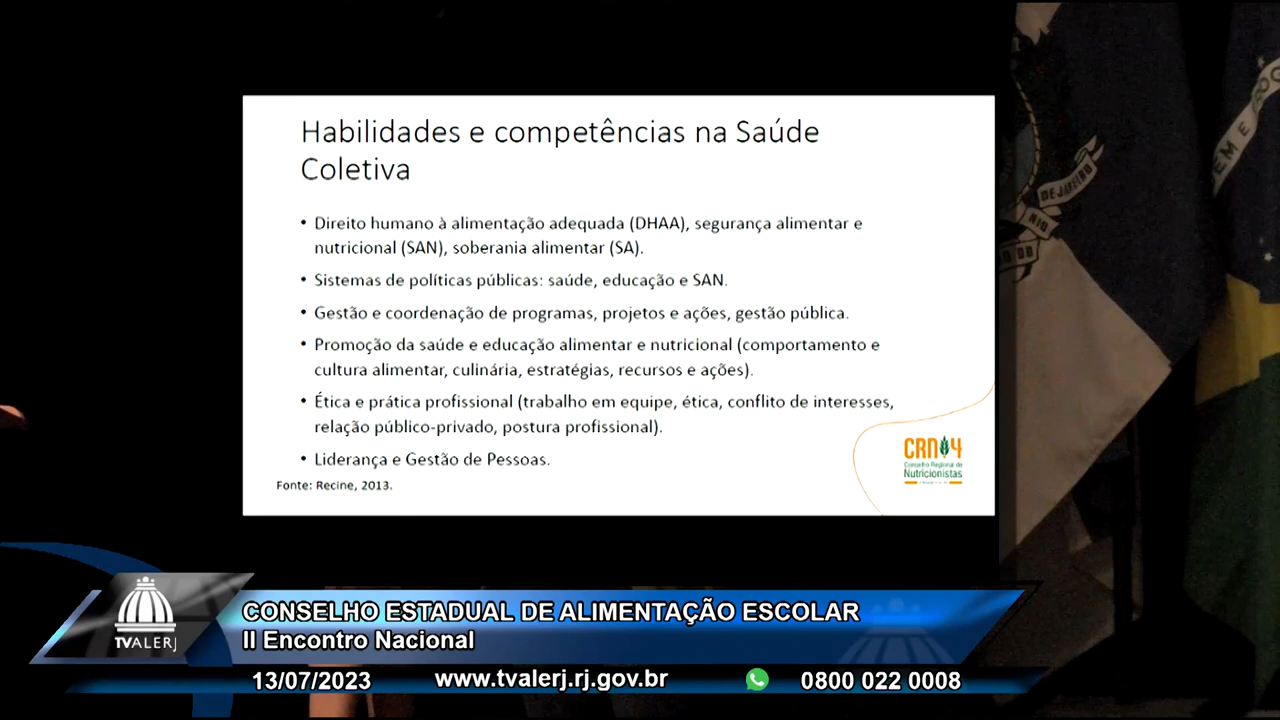 Habilidades e competências na Saúde
Coletiva
• Direito humano à alimentação adequada (DHAA), segurança alimentar e
nutricional (SAN), soberania alimentar (SA).
• Sistemas de políticas públicas: saúde, educação e SAN.
• Gestão e coordenação de programas, projetos e ações, gestão pública.
• Promoção da saúde e educação alimentar e nutricional (comportamento e
cultura alimentar, culinária, estratégias, recursos e ações).
• Ética e prática profissional (trabalho em equipe, ética, conflito de interesses,
relação público-privado, postura profissional).
• Liderança e Gestão de Pessoas.
Fonte: Recine, 2013.
CRN4
Conselho Regional de
Nutricionistas
DE JANEIRO
RIO
EM E
TVALERJ
CONSELHO ESTADUAL DE ALIMENTAÇÃO ESCOLAR
II Encontro Nacional
13/07/2023
www.tvalerj.rj.gov.br
0800 022 0008